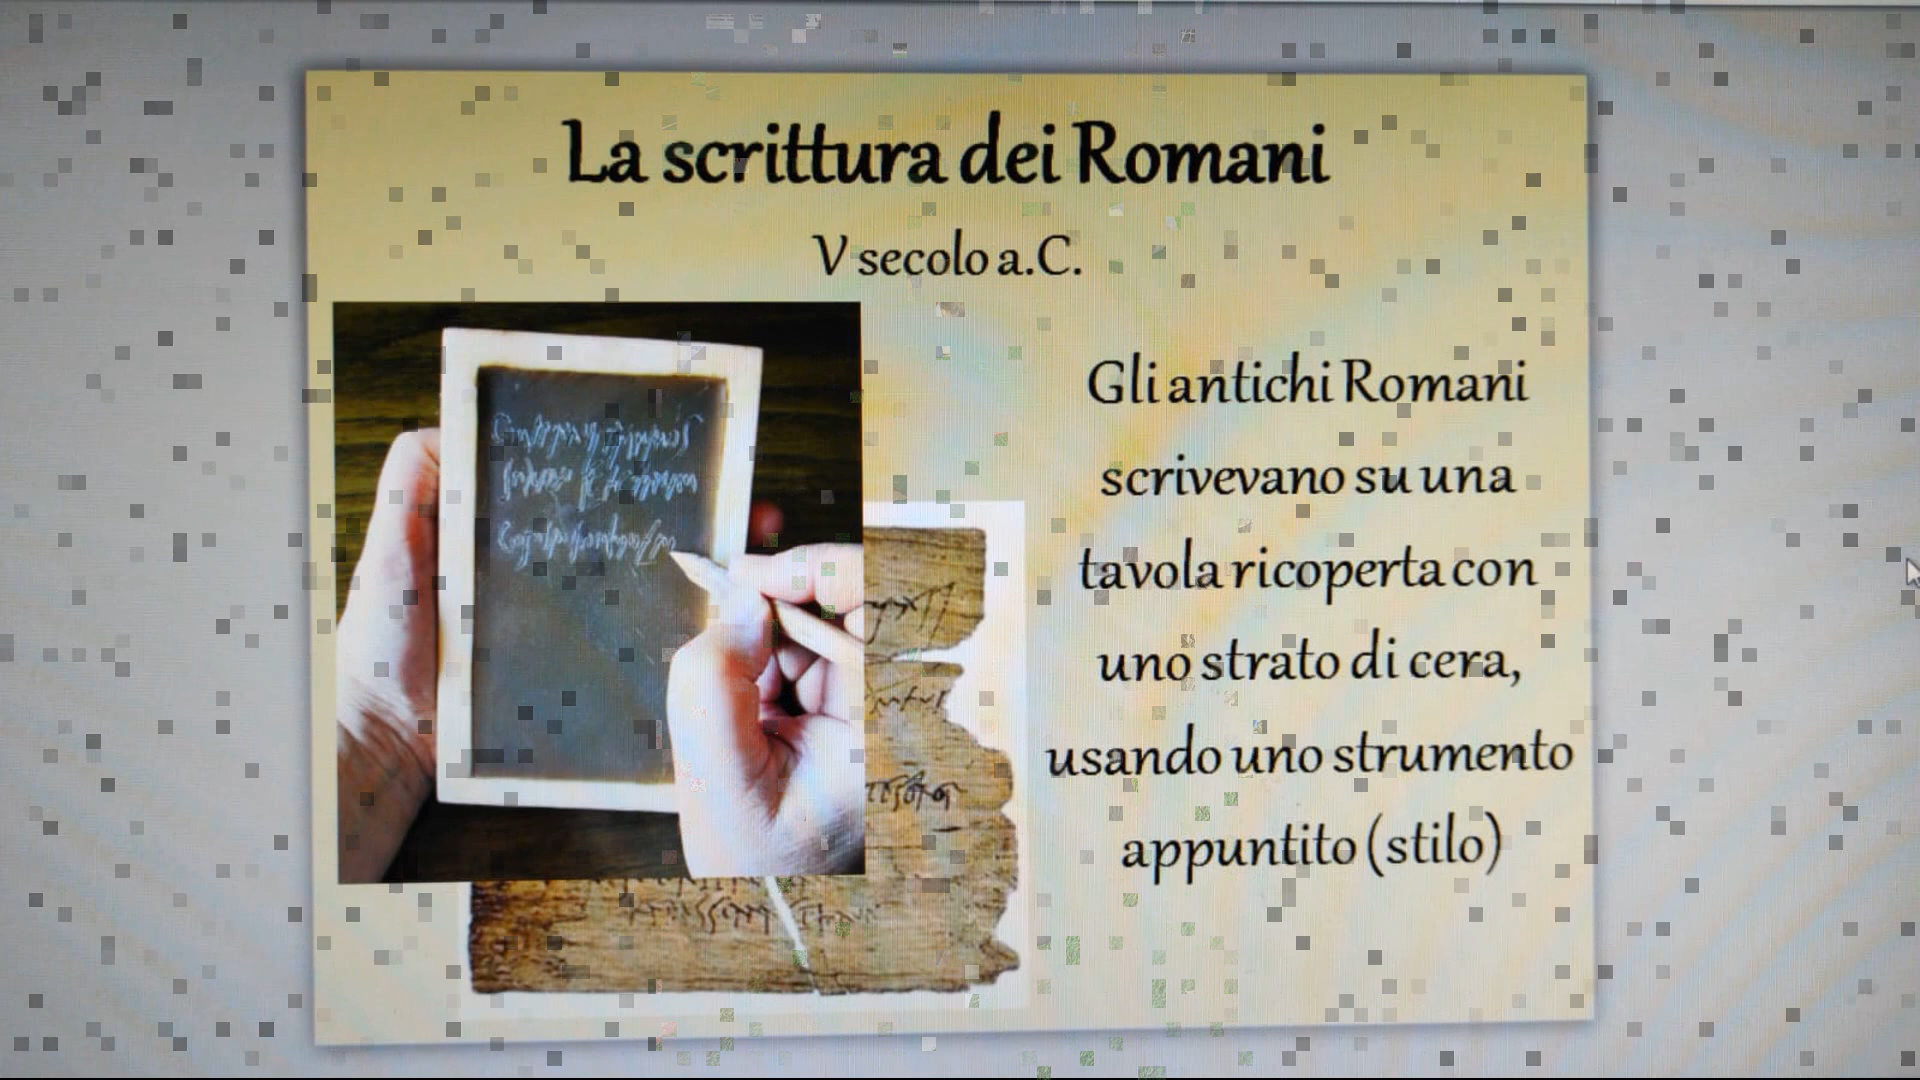 La scrittura dei Romani
V secolo a.C.
Gli antichi Romani
scrivevano su una
tavola ricoperta con
uno strato di cera,
usando uno strumento
appuntito (stilo)